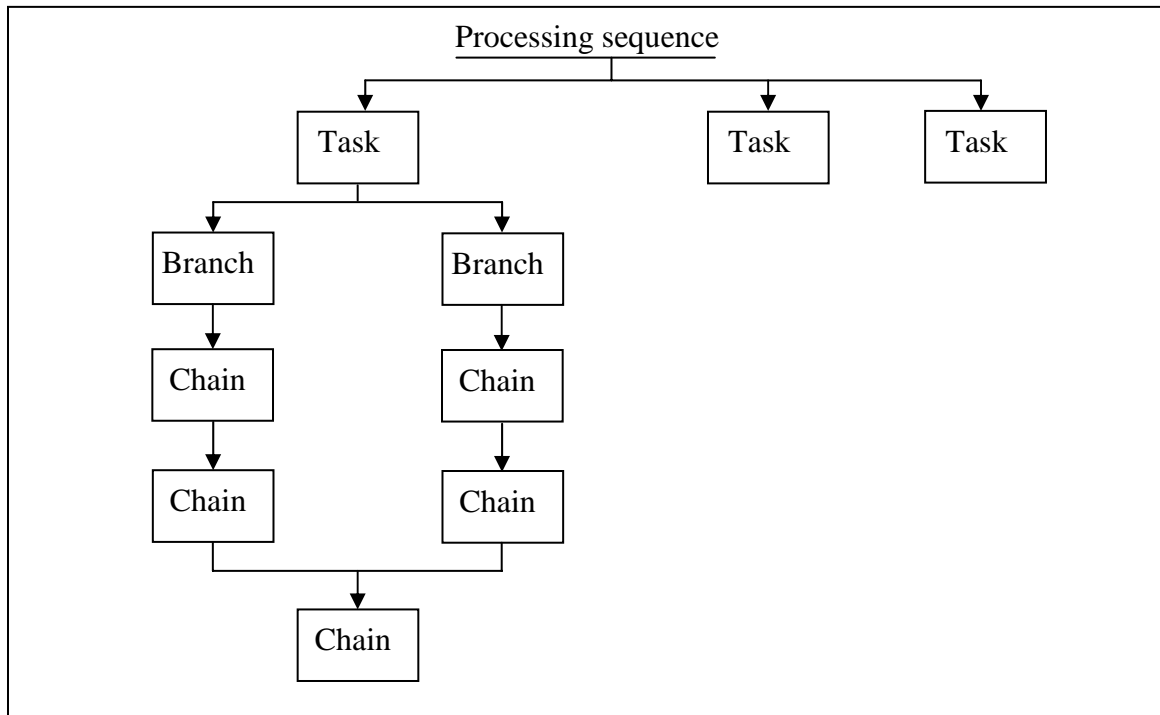 Processing sequence
Task
Task
Task
Branch
Branch
Chain
Chain
Chain
Chain
Chain